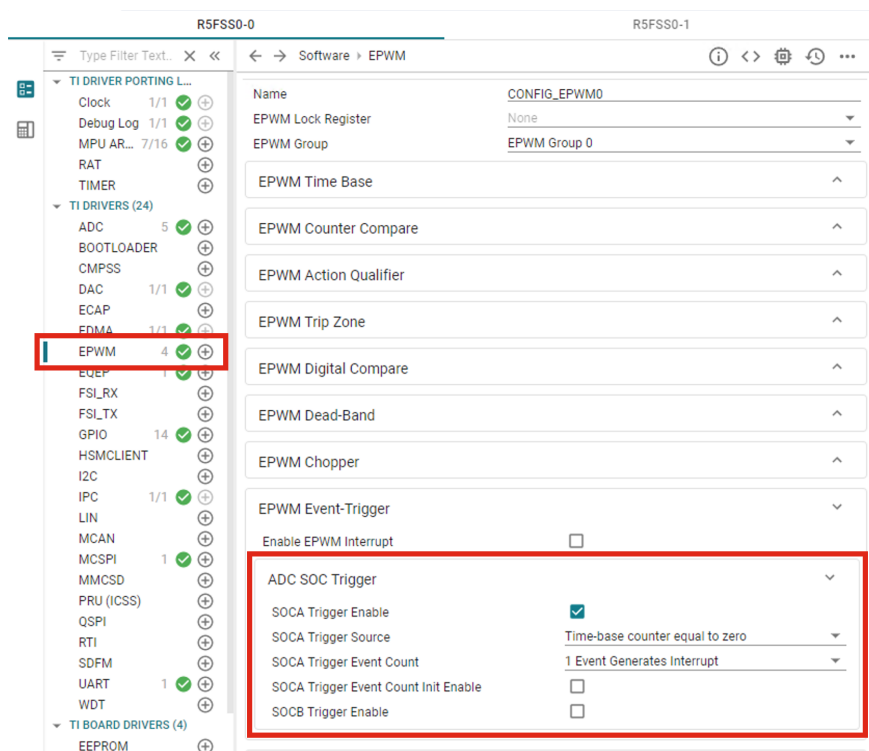 R5FSS0-0
R5FSS0-1
Type Filter Text..
Software EPWM
TI DRIVER PORTING L...
Clock 1/1
Debug Log 1/1
MPU AR... 7/16
RAT
TIMER
TI DRIVERS (24)
ADC 5
BOOTLOADER
CMPSS
DAC 1/1
ECAP
EDMA 1/1
EPWM 4
EQEP 1
FSI_RX
FSI_TX
GPIO 14
HSMCLIENT
I2C
IPC 1/1
LIN
MCAN
MCSPI 1
MMCSD
PRU (ICSS)
QSPI
RTI
SDFM
UART 1
WDT
TI BOARD DRIVERS (4)
EEPROM
Name CONFIG_EPWM0
EPWM Lock Register None
EPWM Group EPWM Group 0
EPWM Time Base
EPWM Counter Compare
EPWM Action Qualifier
EPWM Trip Zone
EPWM Digital Compare
EPWM Dead-Band
EPWM Chopper
EPWM Event-Trigger
Enable EPWM Interrupt
ADC SOC Trigger
SOCA Trigger Enable
SOCA Trigger Source Time-base counter equal to zero
SOCA Trigger Event Count 1 Event Generates Interrupt
SOCA Trigger Event Count Init Enable
SOCB Trigger Enable